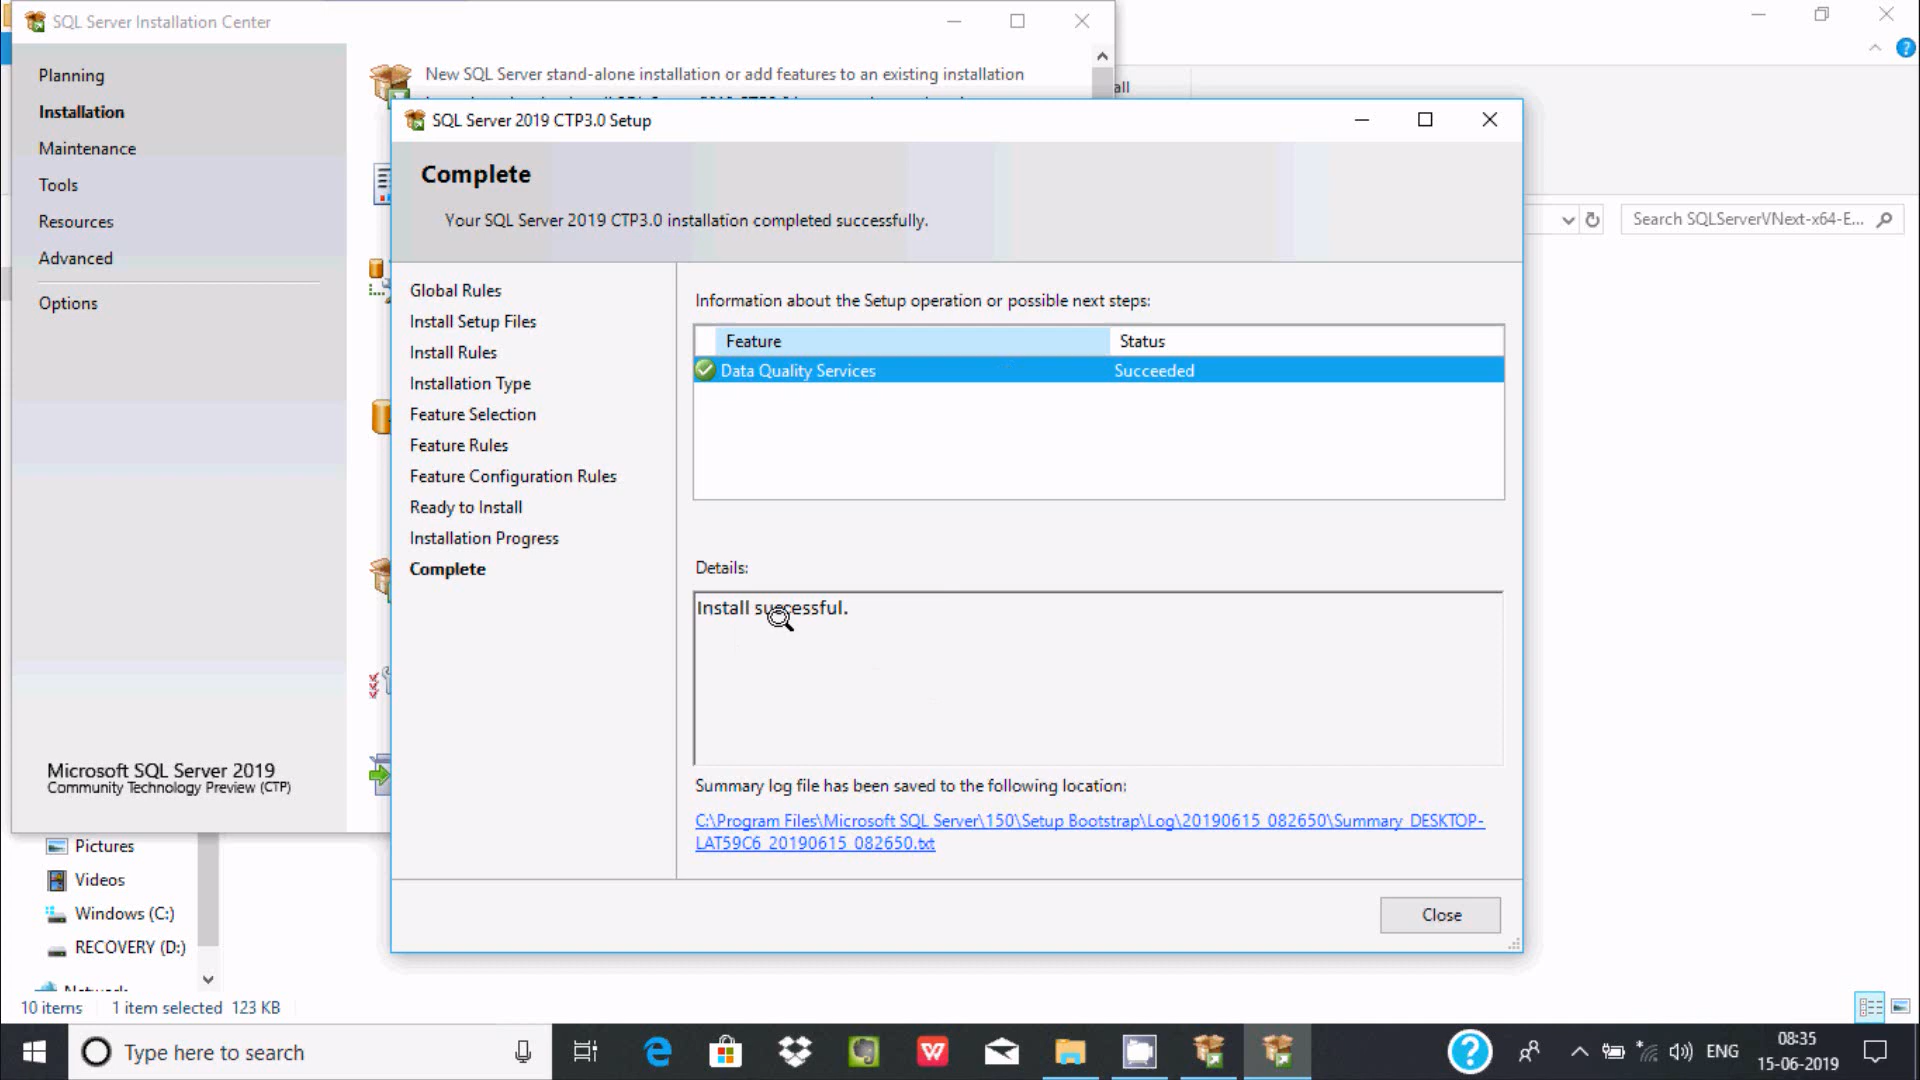 SQL Server Installation Center
Planning
Installation
Maintenance
Tools
Resources
Advanced
Options
New SQL Server stand-alone installation or add features to an existing installation
all
SQL Server 2019 CTP3.0 Setup
Complete
Your SQL Server 2019 CTP3.0 installation completed successfully.
Search SQLServerVNext-x64-E...
Global Rules
Install Setup Files
Install Rules
Installation Type
Feature Selection
Feature Rules
Feature Configuration Rules
Ready to Install
Installation Progress
Complete
Information about the Setup operation or possible next steps:
Feature Status
Data Quality Services Succeeded
Details:
Install successful.
Summary log file has been saved to the following location:
C:\Program Files\Microsoft SQL Server\150\Setup Bootstrap\Log\20190615_082650\Summary_DESKTOP-
LAT59C6_20190615_082650.txt
Close
Microsoft SQL Server 2019
Community Technology Preview (CTP)
Pictures
Videos
Windows (C:)
RECOVERY (D:)
Network
10 items 1 item selected 123 KB
Type here to search
ENG
08:35
15-06-2019